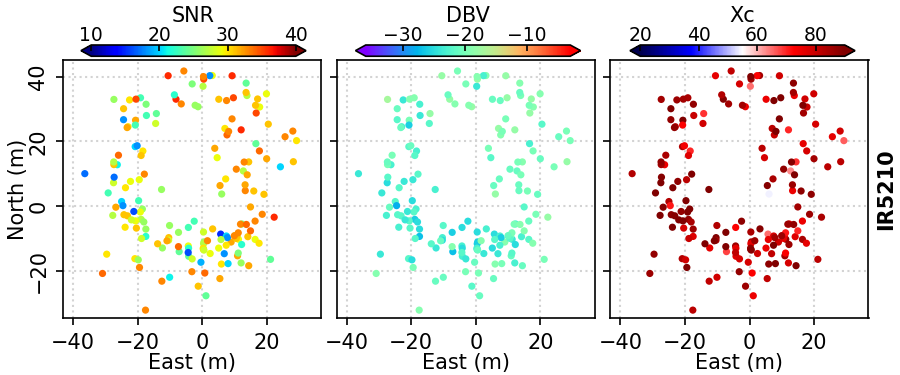 SNR DBV Xc
10 20 30 40 −30 −20 −10 20 40 60 80
40
20
0
−20
North (m)
−40 −20 0 20 −40 −20 0 20 −40 −20 0 20
East (m) East (m) East (m)
IR5210